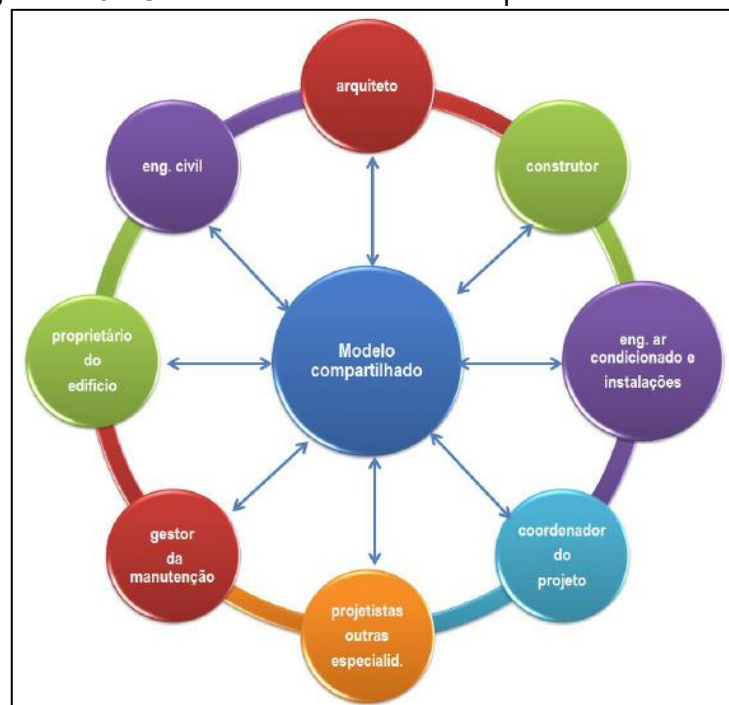 arquiteto
construtor
eng. civil
eng. ar
condicionado e
instalações
Modelo
compartilhado
proprietário
do
edifício
coordenador
do
projeto
gestor
da
manutenção
projetistas
outras
especialid.